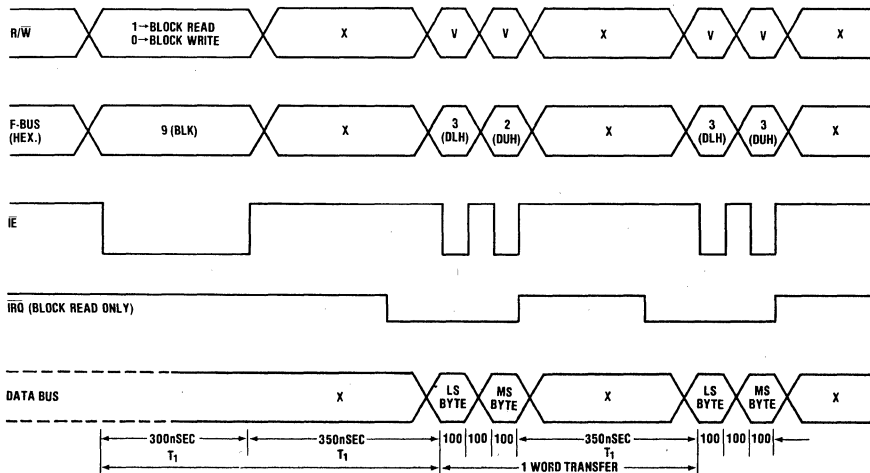 R/W̅
1→BLOCK READ
0→BLOCK WRITE
X
V
V
X
V
V
X
F-BUS
(HEX.)
9 (BLK)
X
3
(DLH)
2
(DUH)
X
3
(DLH)
3
(DUH)
X
I̅E̅
I̅R̅Q̅ (BLOCK READ ONLY)
DATA BUS
X
LS
BYTE
MS
BYTE
X
LS
BYTE
MS
BYTE
X
300nSEC
350nSEC
100
100
100
350nSEC
100
100
100
T1
T1
T1
1 WORD TRANSFER